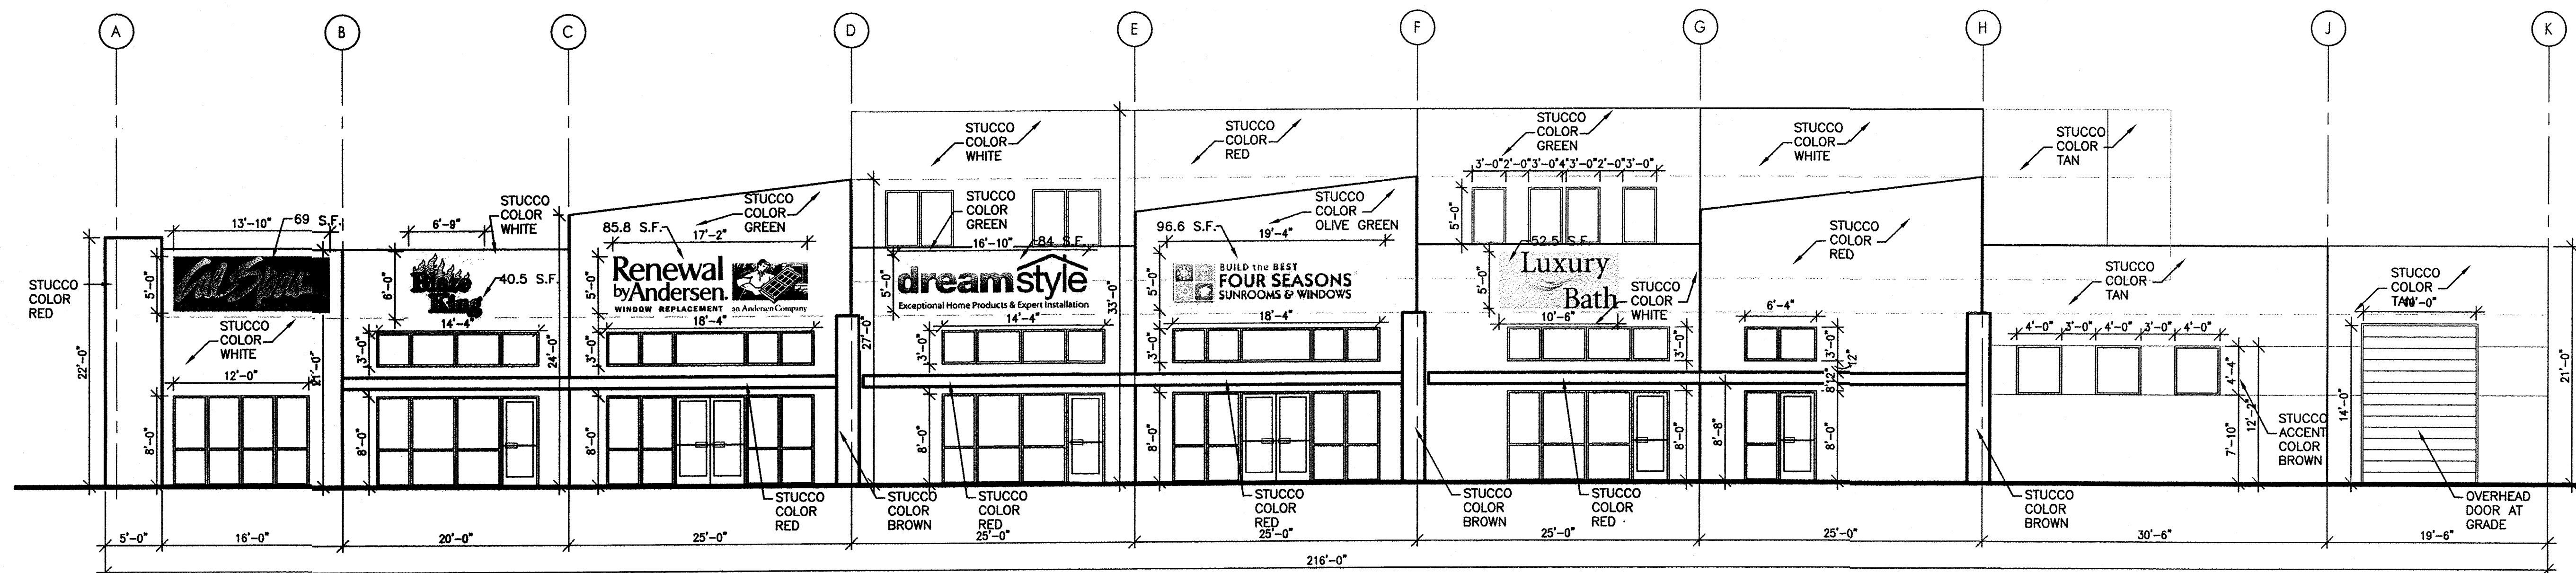 A B C D E F G H J K
STUCCO
COLOR
WHITE
STUCCO
COLOR
RED
STUCCO
COLOR
GREEN
STUCCO
COLOR
WHITE
STUCCO
COLOR
TAN
3'-0" 2'-0" 3'-0" 4" 3'-0" 2'-0" 3'-0"
5'-0"
13'-10"
69 S.F.
6'-9"
STUCCO
COLOR
WHITE
85.8 S.F.
17'-2"
STUCCO
COLOR
GREEN
STUCCO
COLOR
GREEN
16'-10"
84 S.F.
96.6 S.F.
19'-4"
STUCCO
COLOR
OLIVE GREEN
52.5 S.F.
STUCCO
COLOR
RED
STUCCO
COLOR
TAN
STUCCO
COLOR
TAN
10'-0"
STUCCO
COLOR
RED
22'-0"
5'-0"
Cal Spas
6'-0"
Blaze
King
40.5 S.F.
5'-0"
Renewal
by Andersen.
WINDOW REPLACEMENT an Andersen Company
5'-0"
dreamstyle
Exceptional Home Products & Expert Installation
33'-0"
5'-0"
BUILD the BEST
FOUR SEASONS
SUNROOMS & WINDOWS
5'-0"
Luxury
Bath
STUCCO
COLOR
WHITE
STUCCO
COLOR
WHITE
21'-0"
3'-0"
14'-4"
24'-0"
3'-0"
18'-4"
27'-0"
3'-0"
14'-4"
3'-0"
18'-4"
10'-6"
3'-0"
6'-4"
3'-0"
12"
4'-0" 3'-0" 4'-0" 3'-0" 4'-0"
4'-4"
12'-2"
7'-10"
14'-0"
21'-0"
12'-0"
8'-0"
8'-0"
8'-0"
8'-0"
8'-0"
8'-0"
8'-8"
8"
12"
8'-0"
STUCCO
ACCENT
COLOR
BROWN
STUCCO
COLOR
RED
STUCCO
COLOR
BROWN
STUCCO
COLOR
RED
STUCCO
COLOR
RED
STUCCO
COLOR
BROWN
STUCCO
COLOR
RED
STUCCO
COLOR
BROWN
OVERHEAD
DOOR AT
GRADE
5'-0" 16'-0" 20'-0" 25'-0" 25'-0" 25'-0" 25'-0" 25'-0" 30'-6" 19'-6"
216'-0"